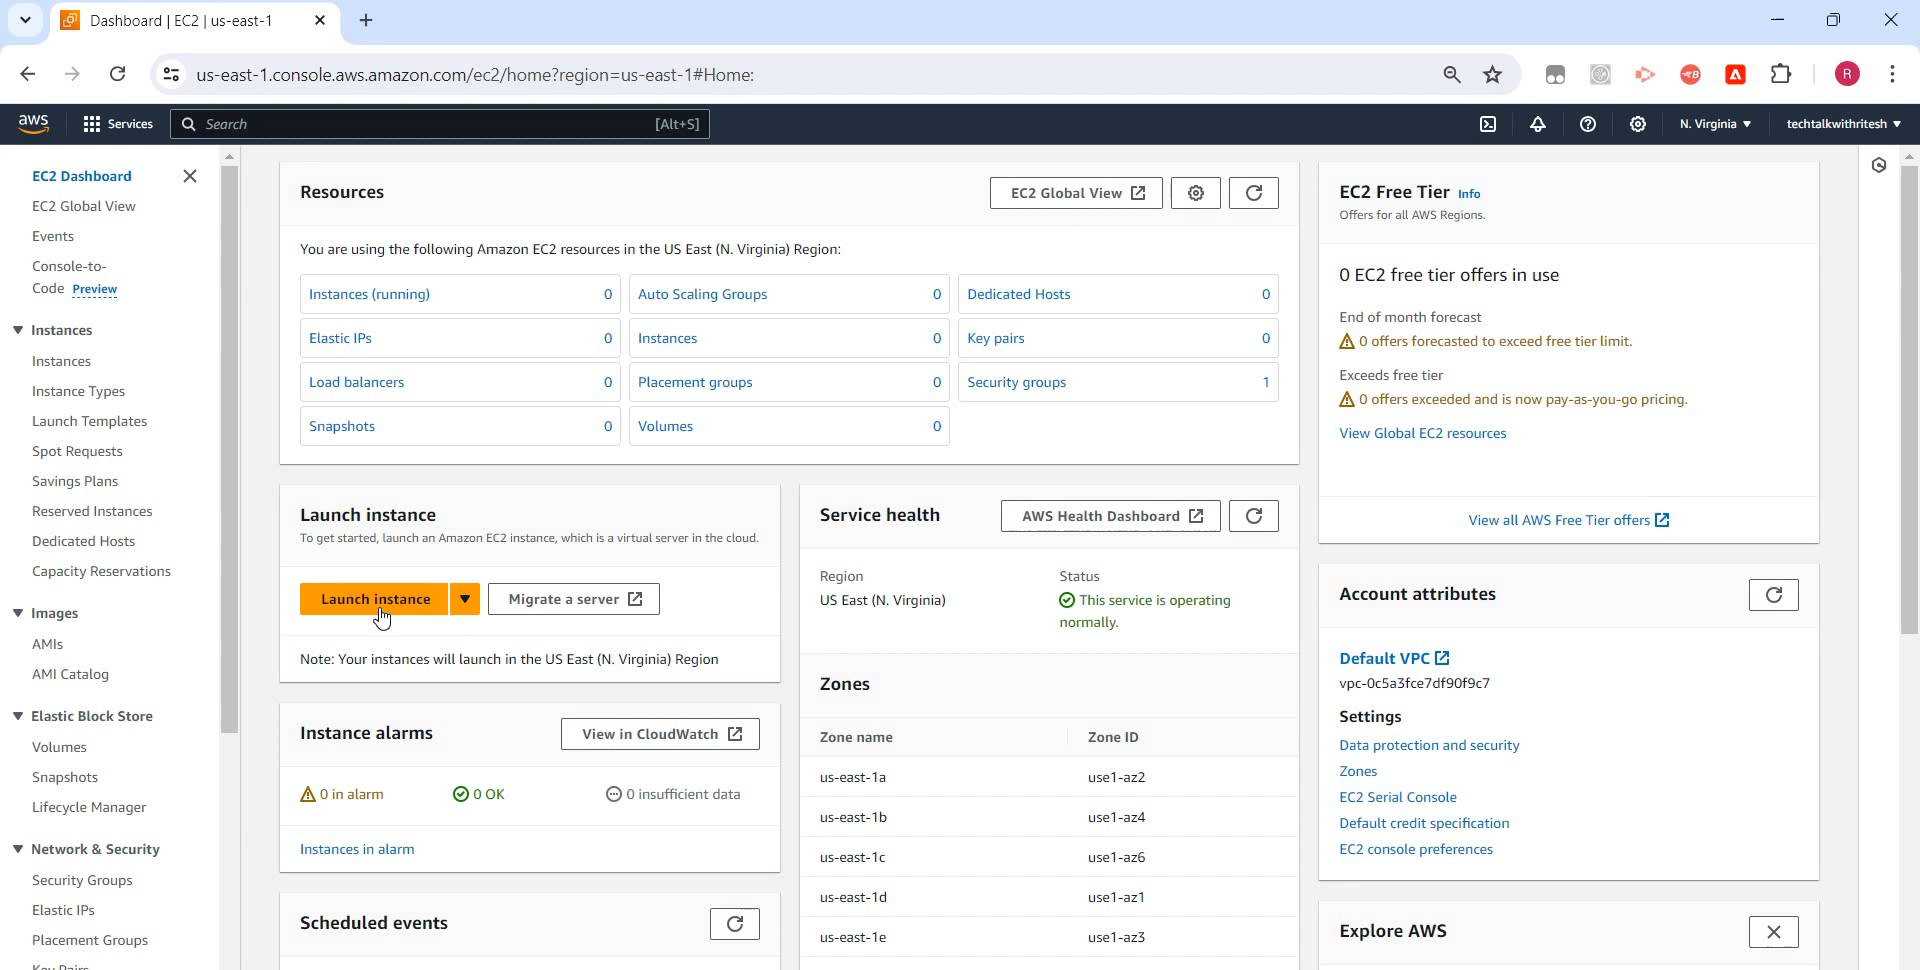 Dashboard | EC2 | us-east-1
us-east-1.console.aws.amazon.com/ec2/home?region=us-east-1#Home:
R
aws
Services
Search
[Alt+S]
N. Virginia
techtalkwithritesh
EC2 Dashboard
EC2 Global View
Events
Console-to-
Code Preview
Instances
Instances
Instance Types
Launch Templates
Spot Requests
Savings Plans
Reserved Instances
Dedicated Hosts
Capacity Reservations
Images
AMIs
AMI Catalog
Elastic Block Store
Volumes
Snapshots
Lifecycle Manager
Network & Security
Security Groups
Elastic IPs
Placement Groups
Key Pairs
Resources
EC2 Global View
You are using the following Amazon EC2 resources in the US East (N. Virginia) Region:
Instances (running) 0
Auto Scaling Groups 0
Dedicated Hosts 0
Elastic IPs 0
Instances 0
Key pairs 0
Load balancers 0
Placement groups 0
Security groups 1
Snapshots 0
Volumes 0
Launch instance
To get started, launch an Amazon EC2 instance, which is a virtual server in the cloud.
Launch instance
Migrate a server
Note: Your instances will launch in the US East (N. Virginia) Region
Instance alarms
View in CloudWatch
0 in alarm
0 OK
0 insufficient data
Instances in alarm
Scheduled events
Service health
AWS Health Dashboard
Region
US East (N. Virginia)
Status
This service is operating
normally.
Zones
Zone name
Zone ID
us-east-1a use1-az2
us-east-1b use1-az4
us-east-1c use1-az6
us-east-1d use1-az1
us-east-1e use1-az3
EC2 Free Tier Info
Offers for all AWS Regions.
0 EC2 free tier offers in use
End of month forecast
0 offers forecasted to exceed free tier limit.
Exceeds free tier
0 offers exceeded and is now pay-as-you-go pricing.
View Global EC2 resources
View all AWS Free Tier offers
Account attributes
Default VPC
vpc-0c5a3fce7df90f9c7
Settings
Data protection and security
Zones
EC2 Serial Console
Default credit specification
EC2 console preferences
Explore AWS